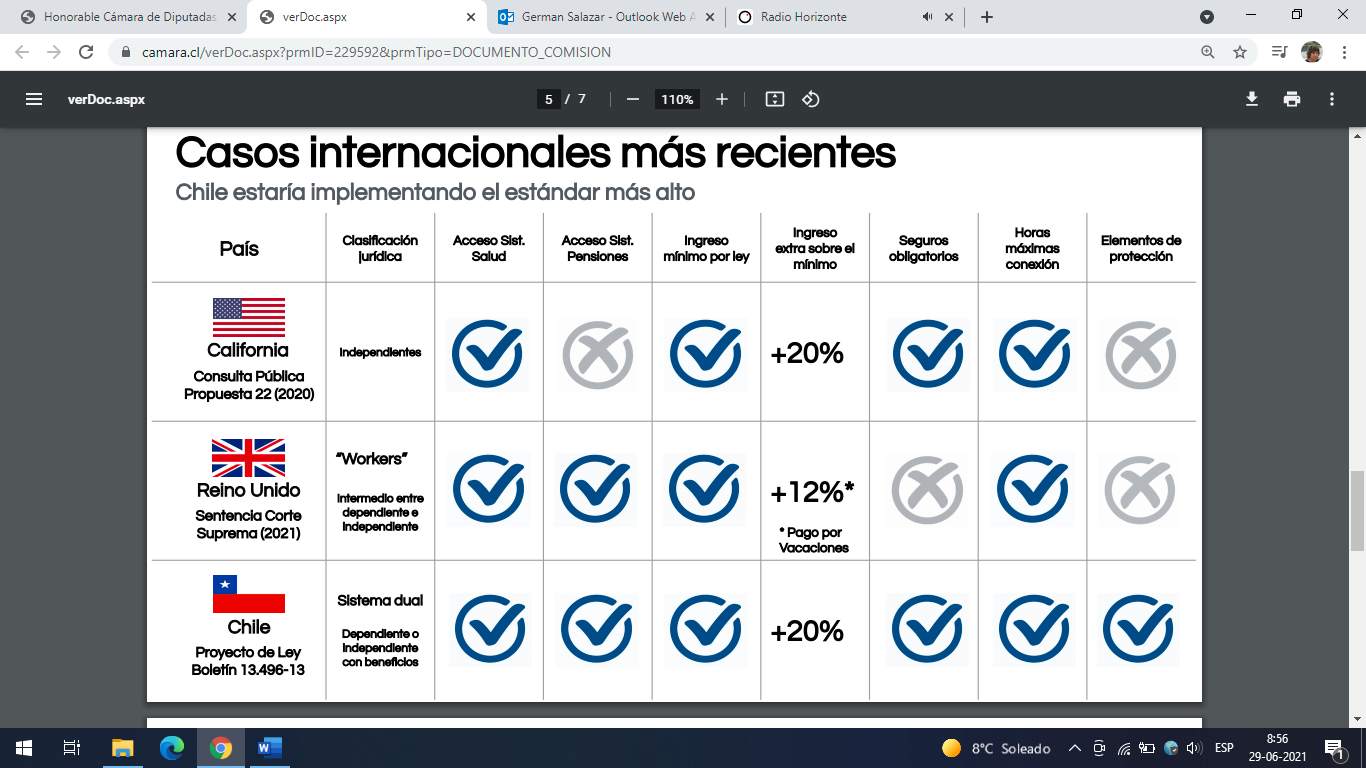 Honorable Cámara de Diputadas
verDoc.aspx
German Salazar - Outlook Web A
Radio Horizonte
camara.cl/verDoc.aspx?prmID=229592&prmTipo=DOCUMENTO_COMISION
verDoc.aspx
5 / 7
110%
Casos internacionales más recientes
Chile estaría implementando el estándar más alto
País
Clasificación
jurídica
Acceso Sist.
Salud
Acceso Sist.
Pensiones
Ingreso
mínimo por ley
Ingreso
extra sobre el
mínimo
Seguros
obligatorios
Horas
máximas
conexión
Elementos de
protección
California
Consulta Pública
Propuesta 22 (2020)
Independientes
+20%
Reino Unido
Sentencia Corte
Suprema (2021)
“Workers”
Intermedio entre
dependiente e
Independiente
+12%*
* Pago por
Vacaciones
Chile
Proyecto de Ley
Boletín 13.496-13
Sistema dual
Dependiente o
Independiente
con beneficios
+20%
8°C Soleado
ESP
8:56
29-06-2021
1